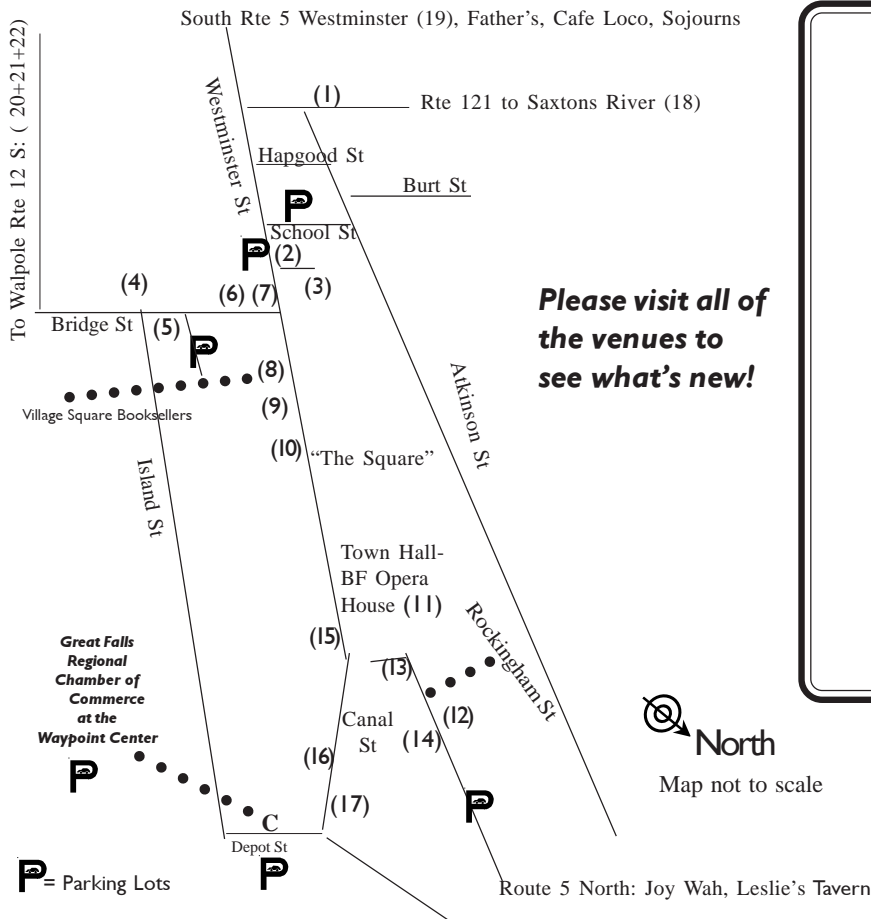 South Rte 5 Westminster (19), Father's, Cafe Loco, Sojourns
To Walpole Rte 12 S: ( 20+21+22)
Westminster St
(1)
Rte 121 to Saxtons River (18)
Hapgood St
Burt St
P
School St
P
(2)
(3)
(4)
(6)
(7)
Bridge St
(5)
P
Please visit all of
the venues to
see what's new!
(8)
Village Square Booksellers
(9)
Atkinson St
(10)
"The Square"
Island St
Town Hall-
BF Opera
House (11)
Rockingham St
(15)
(13)
Great Falls
Regional
Chamber of
Commerce
at the
Waypoint Center
P
Canal
St
(12)
(14)
(16)
(17)
North
Map not to scale
P
C
Depot St
P
P = Parking Lots
Route 5 North: Joy Wah, Leslie's Tavern